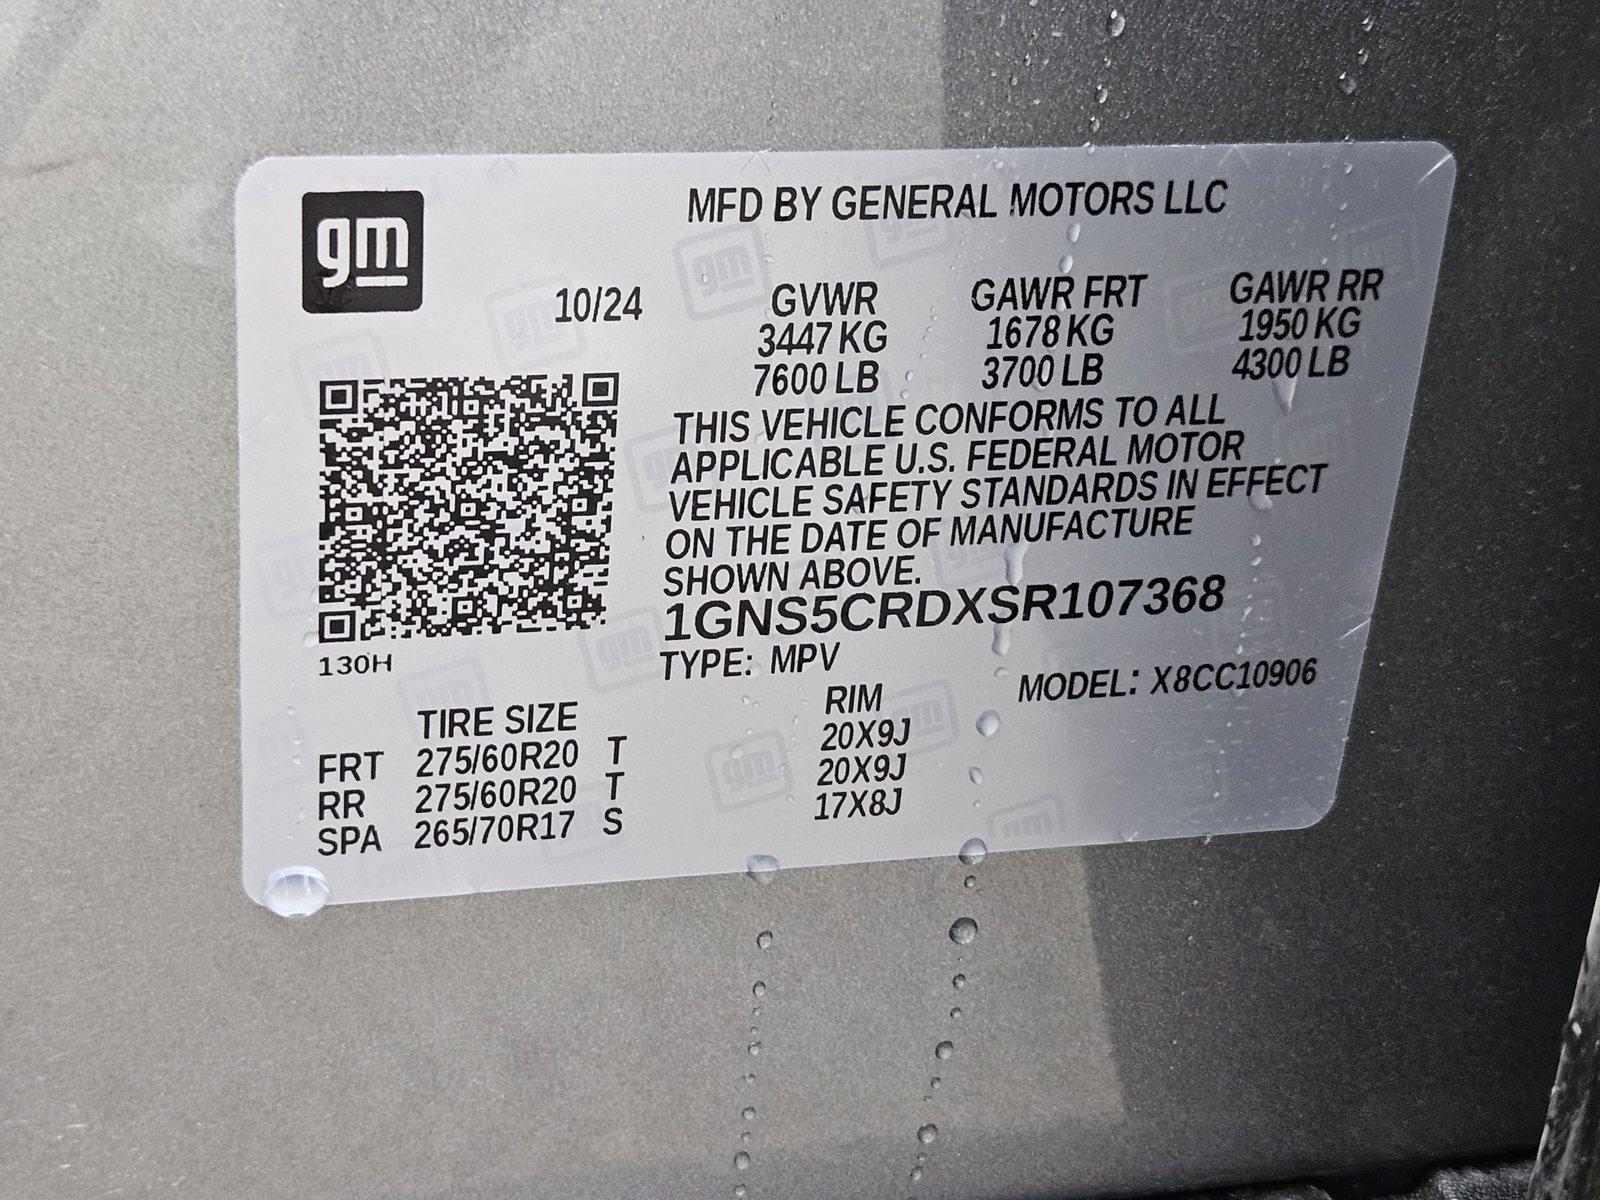 gm
MFD BY GENERAL MOTORS LLC
10/24 GVWR GAWR FRT GAWR RR
3447 KG 1678 KG 1950 KG
7600 LB 3700 LB 4300 LB
THIS VEHICLE CONFORMS TO ALL
APPLICABLE U.S. FEDERAL MOTOR
VEHICLE SAFETY STANDARDS IN EFFECT
ON THE DATE OF MANUFACTURE
SHOWN ABOVE.
1GNS5CRDXSR107368
130H
TYPE: MPV MODEL: X8CC10906
TIRE SIZE RIM
FRT 275/60R20 T 20X9J
RR 275/60R20 T 20X9J
SPA 265/70R17 S 17X8J